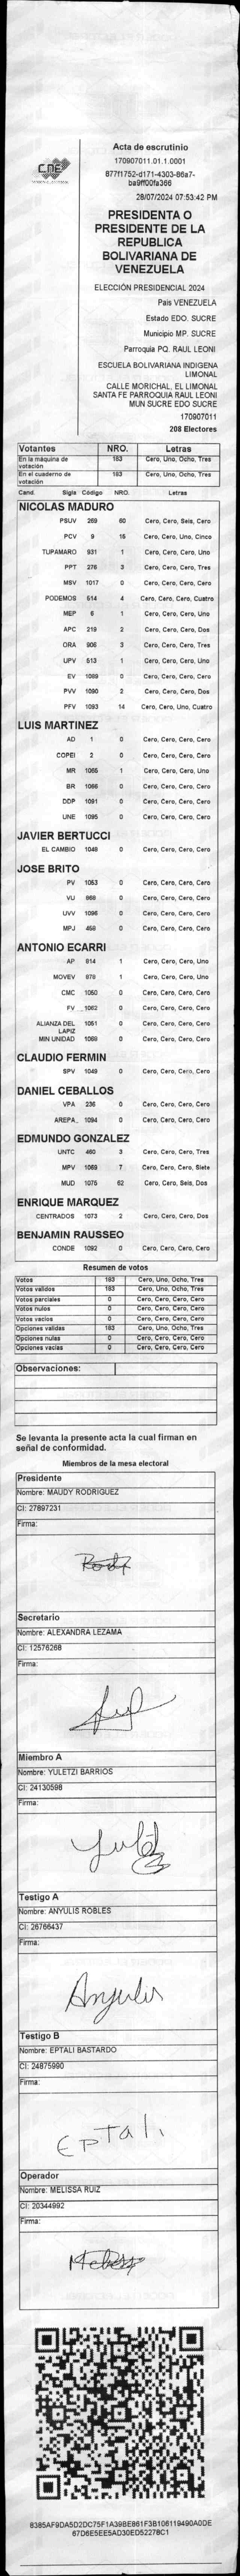 CNE
Acta de escrutinio
170907011.01.1.0001
877f1752-d171-4303-86a7-
ba9ff00fa366
28/07/2024 07:53:42 PM
PRESIDENTA O
PRESIDENTE DE LA
REPUBLICA
BOLIVARIANA DE
VENEZUELA
ELECCIÓN PRESIDENCIAL 2024
País VENEZUELA
Estado EDO. SUCRE
Municipio MP. SUCRE
Parroquia PQ. RAUL LEONI
ESCUELA BOLIVARIANA INDIGENA
LIMONAL
CALLE MORICHAL, EL LIMONAL
SANTA FE PARROQUIA RAUL LEONI
MUN SUCRE EDO SUCRE
170907011
208 Electores
Votantes NRO. Letras
En la máquina de votación 183 Cero, Uno, Ocho, Tres
En el cuaderno de votación 183 Cero, Uno, Ocho, Tres
Cand. Sigla Código NRO. Letras
NICOLAS MADURO
PSUV 269 60 Cero, Cero, Seis, Cero
PCV 9 15 Cero, Cero, Uno, Cinco
TUPAMARO 931 1 Cero, Cero, Cero, Uno
PPT 276 3 Cero, Cero, Cero, Tres
MSV 1017 0 Cero, Cero, Cero, Cero
PODEMOS 514 4 Cero, Cero, Cero, Cuatro
MEP 6 1 Cero, Cero, Cero, Uno
APC 219 2 Cero, Cero, Cero, Dos
ORA 906 3 Cero, Cero, Cero, Tres
UPV 513 1 Cero, Cero, Cero, Uno
EV 1089 0 Cero, Cero, Cero, Cero
PVV 1090 2 Cero, Cero, Cero, Dos
PFV 1093 14 Cero, Cero, Uno, Cuatro
LUIS MARTINEZ
AD 1 0 Cero, Cero, Cero, Cero
COPEI 2 0 Cero, Cero, Cero, Cero
MR 1065 1 Cero, Cero, Cero, Uno
BR 1066 0 Cero, Cero, Cero, Cero
DDP 1091 0 Cero, Cero, Cero, Cero
UNE 1095 0 Cero, Cero, Cero, Cero
JAVIER BERTUCCI
EL CAMBIO 1048 0 Cero, Cero, Cero, Cero
JOSE BRITO
PV 1053 0 Cero, Cero, Cero, Cero
VU 968 0 Cero, Cero, Cero, Cero
UVV 1096 0 Cero, Cero, Cero, Cero
MPJ 458 0 Cero, Cero, Cero, Cero
ANTONIO ECARRI
AP 914 1 Cero, Cero, Cero, Uno
MOVEV 979 1 Cero, Cero, Cero, Uno
CMC 1050 0 Cero, Cero, Cero, Cero
FV 1062 0 Cero, Cero, Cero, Cero
ALIANZA DEL LAPIZ 1051 0 Cero, Cero, Cero, Cero
MIN UNIDAD 1069 0 Cero, Cero, Cero, Cero
CLAUDIO FERMIN
SPV 1049 0 Cero, Cero, Cero, Cero
DANIEL CEBALLOS
VPA 236 0 Cero, Cero, Cero, Cero
AREPA 1094 0 Cero, Cero, Cero, Cero
EDMUNDO GONZALEZ
UNTC 460 3 Cero, Cero, Cero, Tres
MPV 1069 7 Cero, Cero, Cero, Siete
MUD 1075 62 Cero, Cero, Seis, Dos
ENRIQUE MARQUEZ
CENTRADOS 1073 2 Cero, Cero, Cero, Dos
BENJAMIN RAUSSEO
CONDE 1092 0 Cero, Cero, Cero, Cero
Resumen de votos
Votos 183 Cero, Uno, Ocho, Tres
Votos validos 183 Cero, Uno, Ocho, Tres
Votos parciales 0 Cero, Cero, Cero, Cero
Votos nulos 0 Cero, Cero, Cero, Cero
Votos vacíos 0 Cero, Cero, Cero, Cero
Opciones validas 183 Cero, Uno, Ocho, Tres
Opciones nulas 0 Cero, Cero, Cero, Cero
Opciones vacías 0 Cero, Cero, Cero, Cero
Observaciones:
Se levanta la presente acta la cual firman en
señal de conformidad.
Miembros de la mesa electoral
Presidente
Nombre: MAUDY RODRIGUEZ
CI: 27897231
Firma:
Secretario
Nombre: ALEXANDRA LEZAMA
CI: 12576268
Firma:
Miembro A
Nombre: YULETZI BARRIOS
CI: 24130598
Firma:
Testigo A
Nombre: ANYULIS ROBLES
CI: 26766437
Firma:
Anyulis
Testigo B
Nombre: EPTALI BASTARDO
CI: 24875990
Firma:
EPTali
Operador
Nombre: MELISSA RUIZ
CI: 20344992
Firma:
8385AF9DA5D2DC75F1A39BE861F3B106119490A0DE
67D6E5EE5AD30ED52278C1